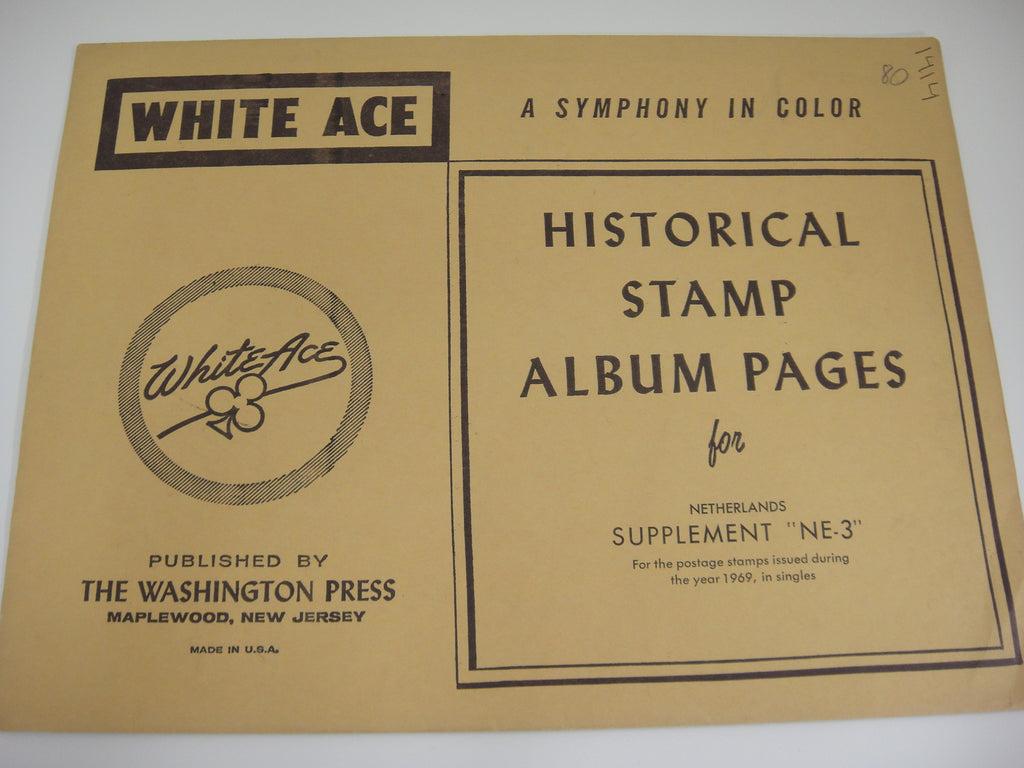 WHITE ACE
A SYMPHONY IN COLOR
80
1414
HISTORICAL
STAMP
ALBUM PAGES
for
NETHERLANDS
SUPPLEMENT "NE-3"
For the postage stamps issued during
the year 1969, in singles
White Ace
PUBLISHED BY
THE WASHINGTON PRESS
MAPLEWOOD, NEW JERSEY
MADE IN U.S.A.